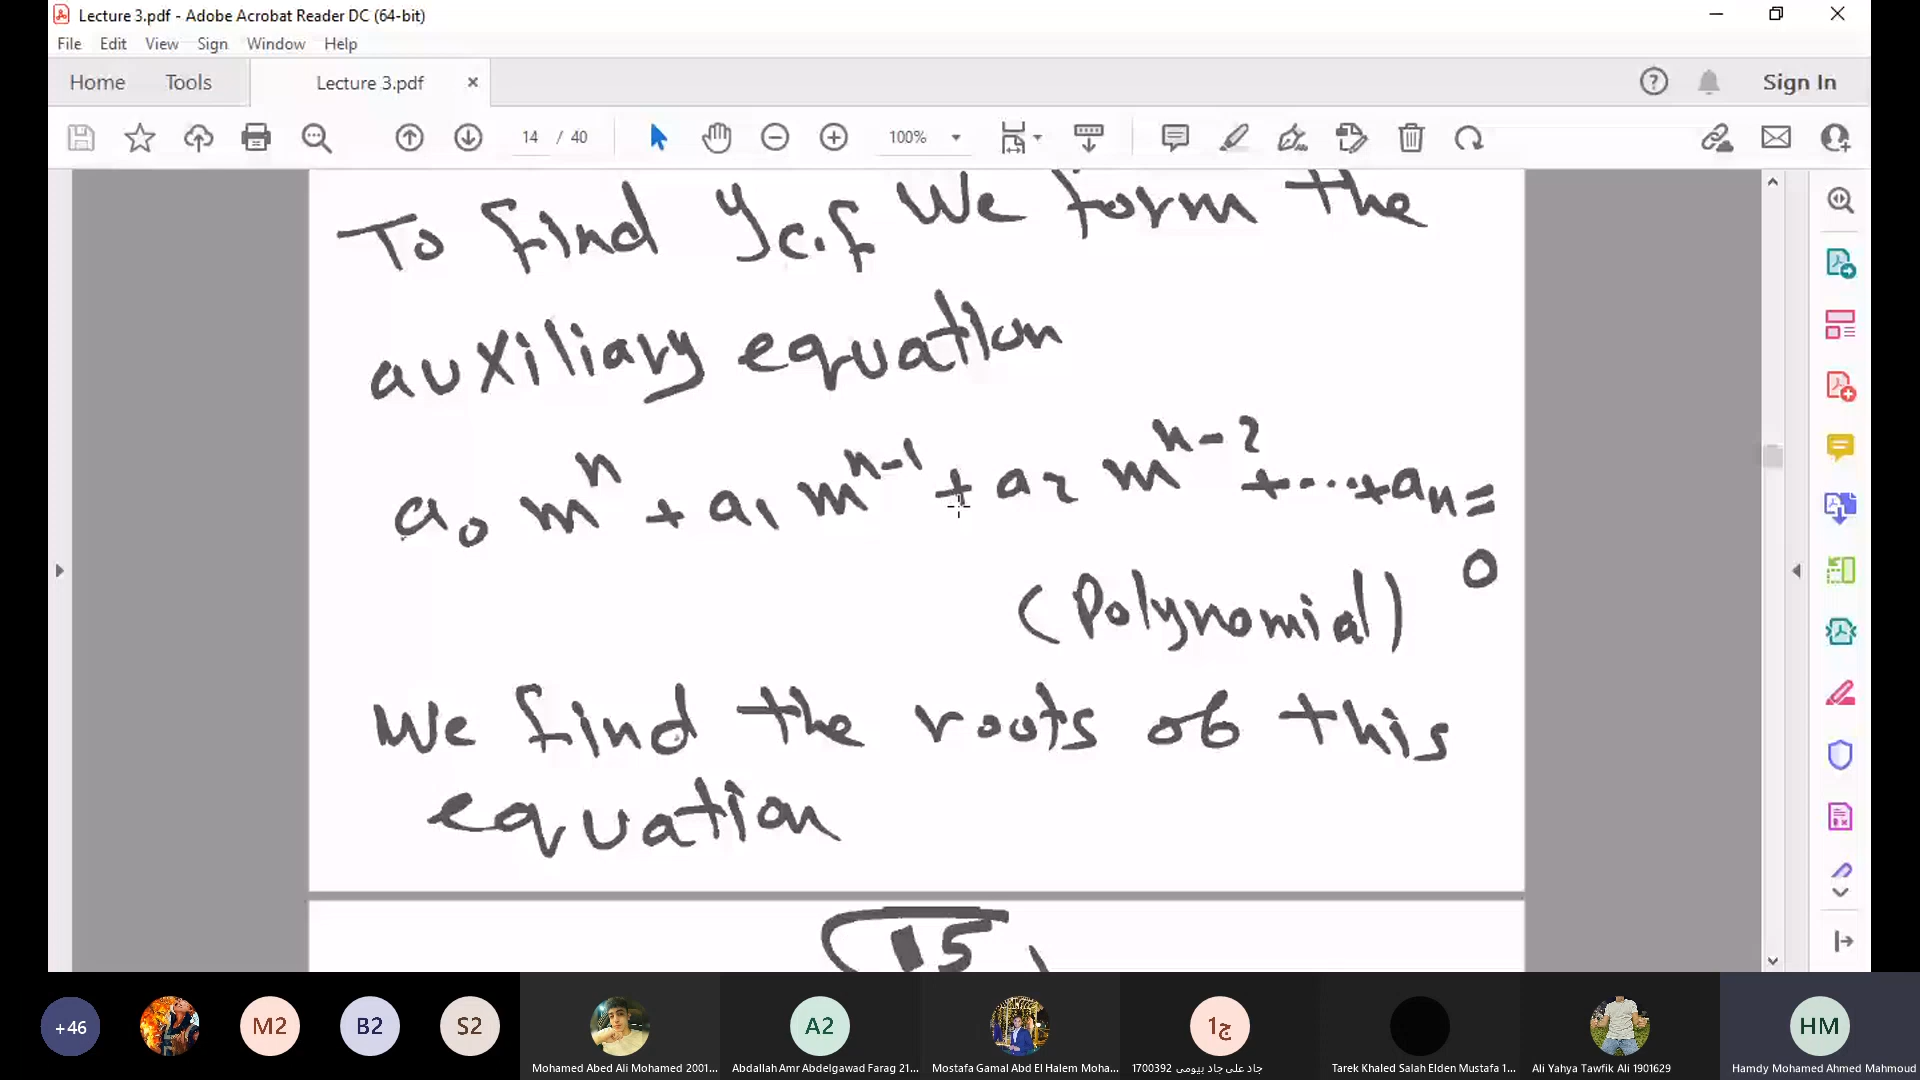 Lecture 3.pdf - Adobe Acrobat Reader DC (64-bit)
File Edit View Sign Window Help
Home Tools Lecture 3.pdf × Sign In
14 / 40 100%
To find yc.f We form the
auxiliary equation
a₀ mⁿ + a₁ mⁿ⁻¹ + a₂ mⁿ⁻² + ... + aₙ =
0
(Polynomial)
We find the roots of this
equation
15
+46 M2 B2 S2 A2 ج1 HM
Mohamed Abed Ali Mohamed 2001...
Abdallah Amr Abdelgawad Farag 21...
Mostafa Gamal Abd El Halem Moha...
جاد على جاد بيومى 1700392
Tarek Khaled Salah Elden Mustafa 1...
Ali Yahya Tawfik Ali 1901629
Hamdy Mohamed Ahmed Mahmoud